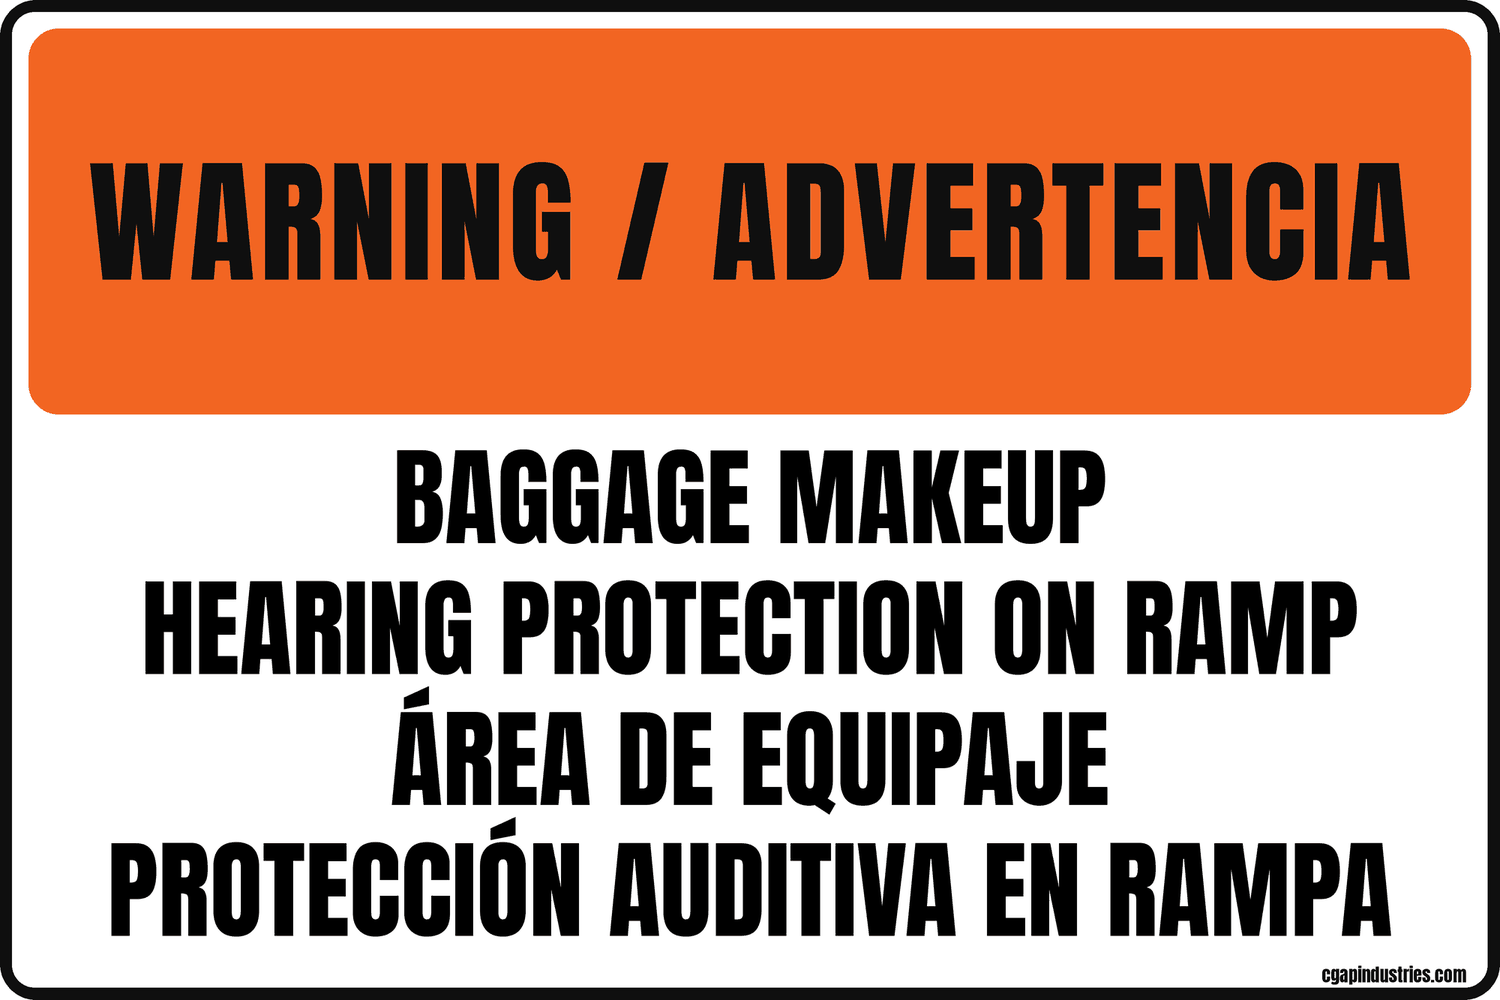 WARNING / ADVERTENCIA
BAGGAGE MAKEUP
HEARING PROTECTION ON RAMP
ÁREA DE EQUIPAJE
PROTECCIÓN AUDITIVA EN RAMPA
cgapindustries.com